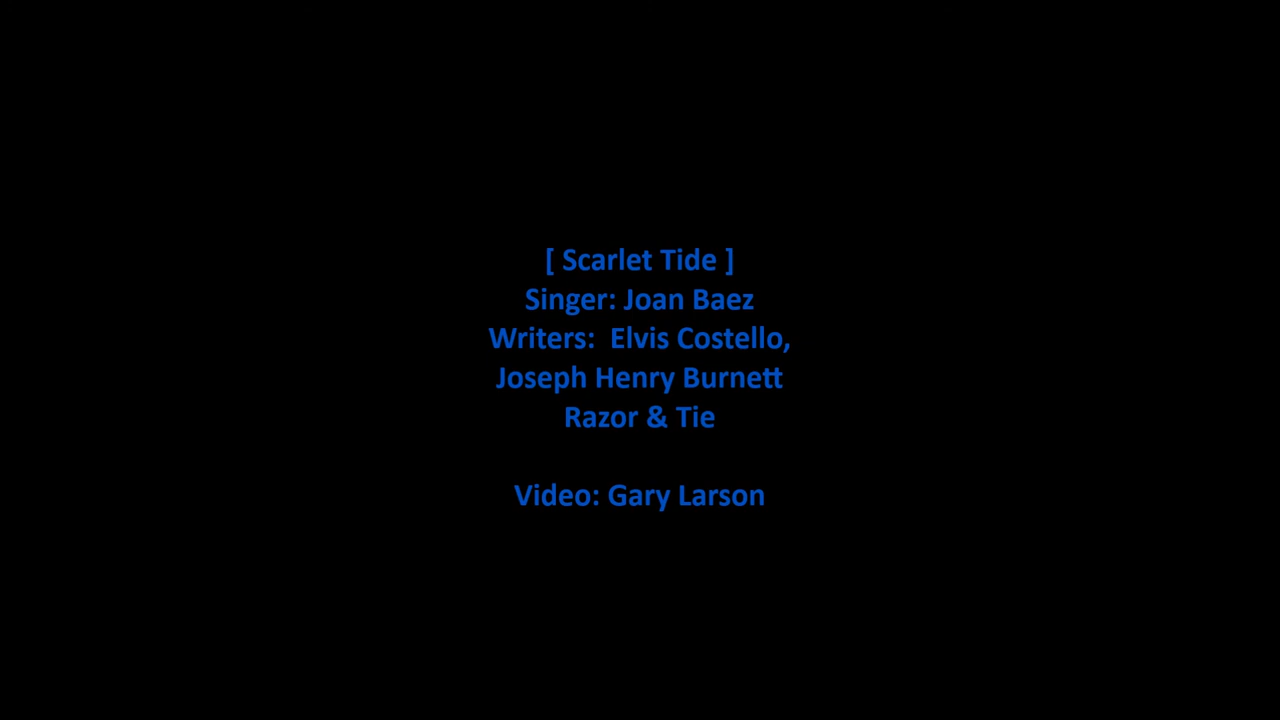 [ Scarlet Tide ]
Singer: Joan Baez
Writers:  Elvis Costello,
Joseph Henry Burnett
Razor & Tie
Video: Gary Larson